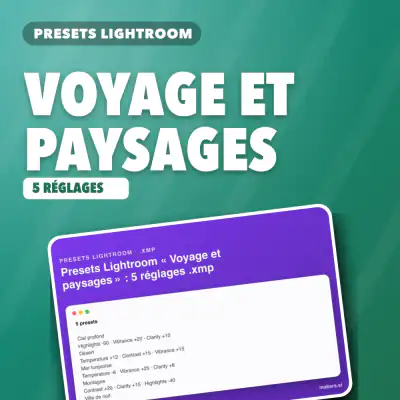 PRESETS LIGHTROOM
VOYAGE ET
PAYSAGES
5 RÉGLAGES
PRESETS LIGHTROOM · .XMP
Presets Lightroom « Voyage et
paysages » : 5 réglages .xmp
5 presets
Ciel profond
Highlights -50 · Vibrance +20 · Clarity +10
Désert
Temperature +12 · Contrast +15 · Vibrance +15
Mer turquoise
Temperature -6 · Vibrance +25 · Clarity +8
Montagne
Contrast +20 · Clarity +15 · Highlights -40
Ville de nuit